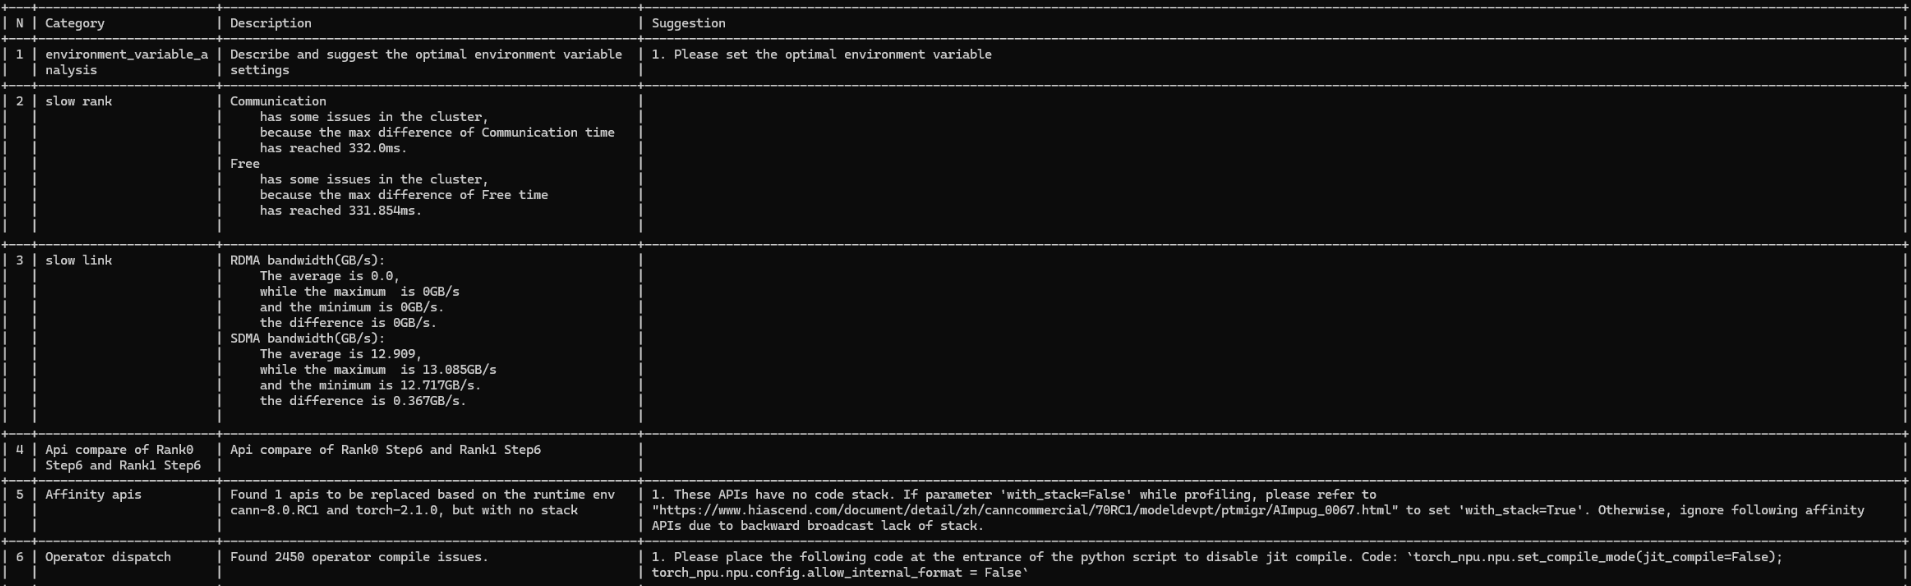 N Category Description Suggestion
1 environment_variable_a Describe and suggest the optimal environment variable 1. Please set the optimal environment variable
nalysis settings
2 slow rank Communication
has some issues in the cluster,
because the max difference of Communication time
has reached 332.0ms.
Free
has some issues in the cluster,
because the max difference of Free time
has reached 331.854ms.
3 slow link RDMA bandwidth(GB/s):
The average is 0.0,
while the maximum  is 0GB/s
and the minimum is 0GB/s.
the difference is 0GB/s.
SDMA bandwidth(GB/s):
The average is 12.909,
while the maximum  is 13.085GB/s
and the minimum is 12.717GB/s.
the difference is 0.367GB/s.
4 Api compare of Rank0 Api compare of Rank0 Step6 and Rank1 Step6
Step6 and Rank1 Step6
5 Affinity apis Found 1 apis to be replaced based on the runtime env 1. These APIs have no code stack. If parameter 'with_stack=False' while profiling, please refer to
cann-8.0.RC1 and torch-2.1.0, but with no stack "https://www.hiascend.com/document/detail/zh/canncommercial/70RC1/modeldevpt/ptmigr/AImpug_0067.html" to set 'with_stack=True'. Otherwise, ignore following affinity
APIs due to backward broadcast lack of stack.
6 Operator dispatch Found 2450 operator compile issues. 1. Please place the following code at the entrance of the python script to disable jit compile. Code: `torch_npu.npu.set_compile_mode(jit_compile=False);
torch_npu.npu.config.allow_internal_format = False`